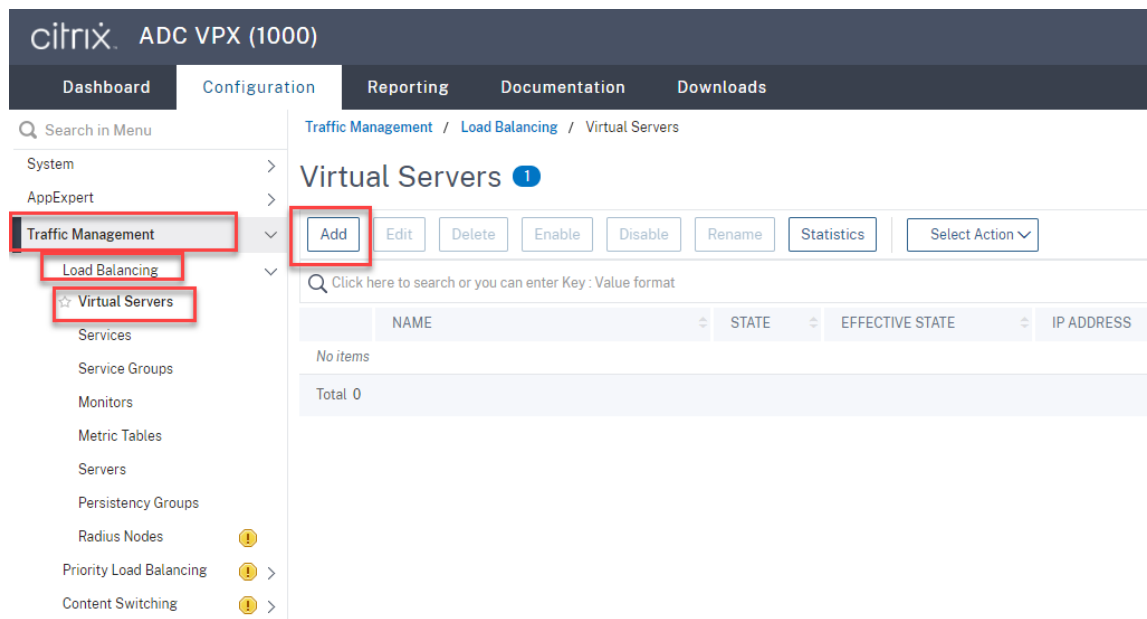 citrix. ADC VPX (1000)
Dashboard Configuration Reporting Documentation Downloads
Search in Menu
System
AppExpert
Traffic Management
Load Balancing
Virtual Servers
Services
Service Groups
Monitors
Metric Tables
Servers
Persistency Groups
Radius Nodes
Priority Load Balancing
Content Switching
Traffic Management / Load Balancing / Virtual Servers
Virtual Servers 1
Add Edit Delete Enable Disable Rename Statistics Select Action
Click here to search or you can enter Key : Value format
NAME STATE EFFECTIVE STATE IP ADDRESS
No items
Total 0